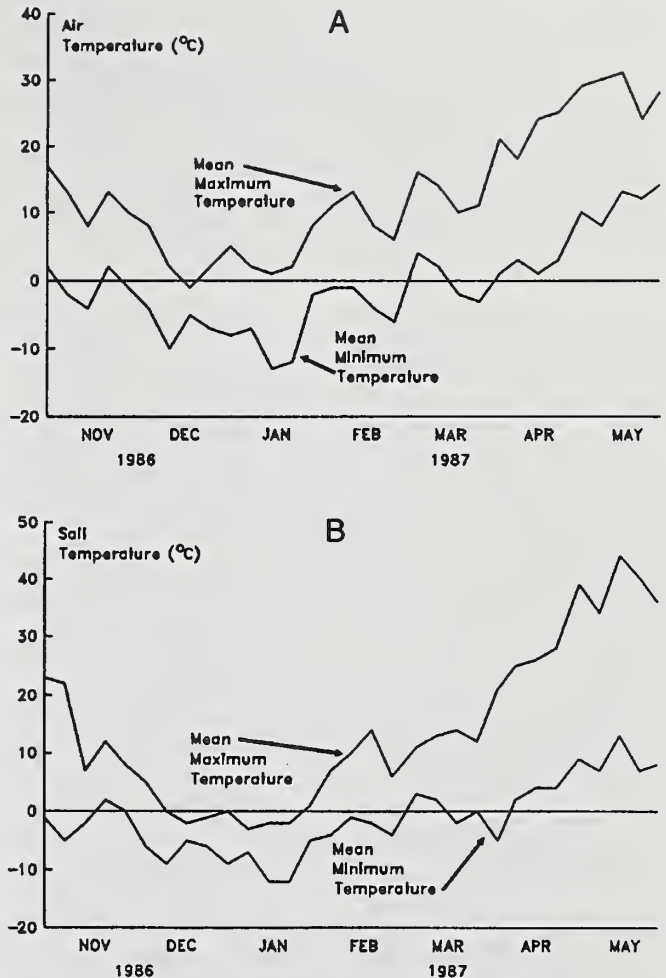 A
Air
Temperature (°C)
40
30
20
10
0
-10
-20
Mean
Maximum
Temperature
Mean
Minimum
Temperature
NOV DEC JAN FEB MAR APR MAY
1986 1987
B
Soil
Temperature (°C)
50
40
30
20
10
0
-10
-20
Mean
Maximum
Temperature
Mean
Minimum
Temperature
NOV DEC JAN FEB MAR APR MAY
1986 1987